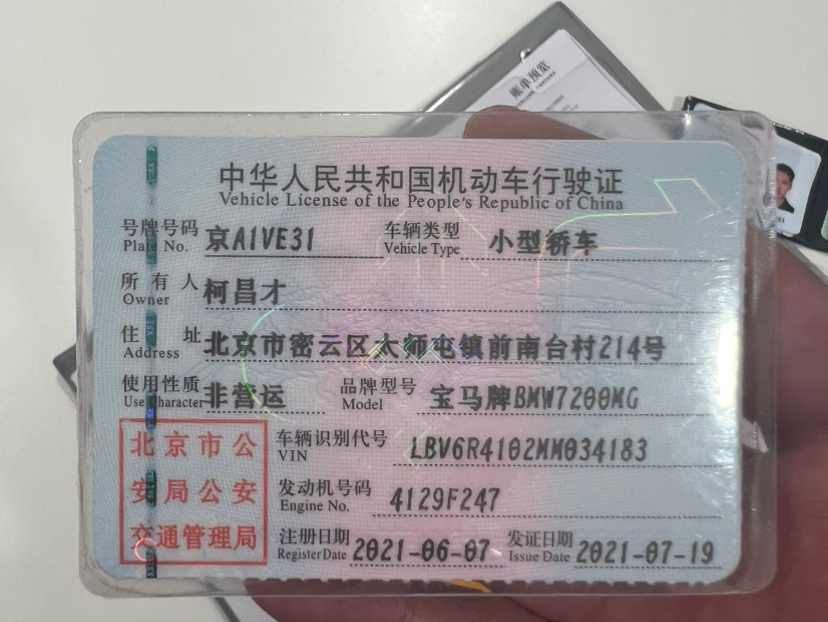 账单预览
中华人民共和国机动车行驶证
Vehicle License of the People's Republic of China
号牌号码 京A1VE31 车辆类型 小型轿车
Plate No. Vehicle Type
所有人 柯昌才
Owner
住址 北京市密云区太师屯镇前南台村214号
Address
使用性质 非营运 品牌型号 宝马牌BMW7200MG
Use Character Model
北京市公
安局公安
交通管理局
车辆识别代号 LBV6R4102MM034183
VIN
发动机号码 4129F247
Engine No.
注册日期 2021-06-07 发证日期 2021-07-19
Register Date Issue Date